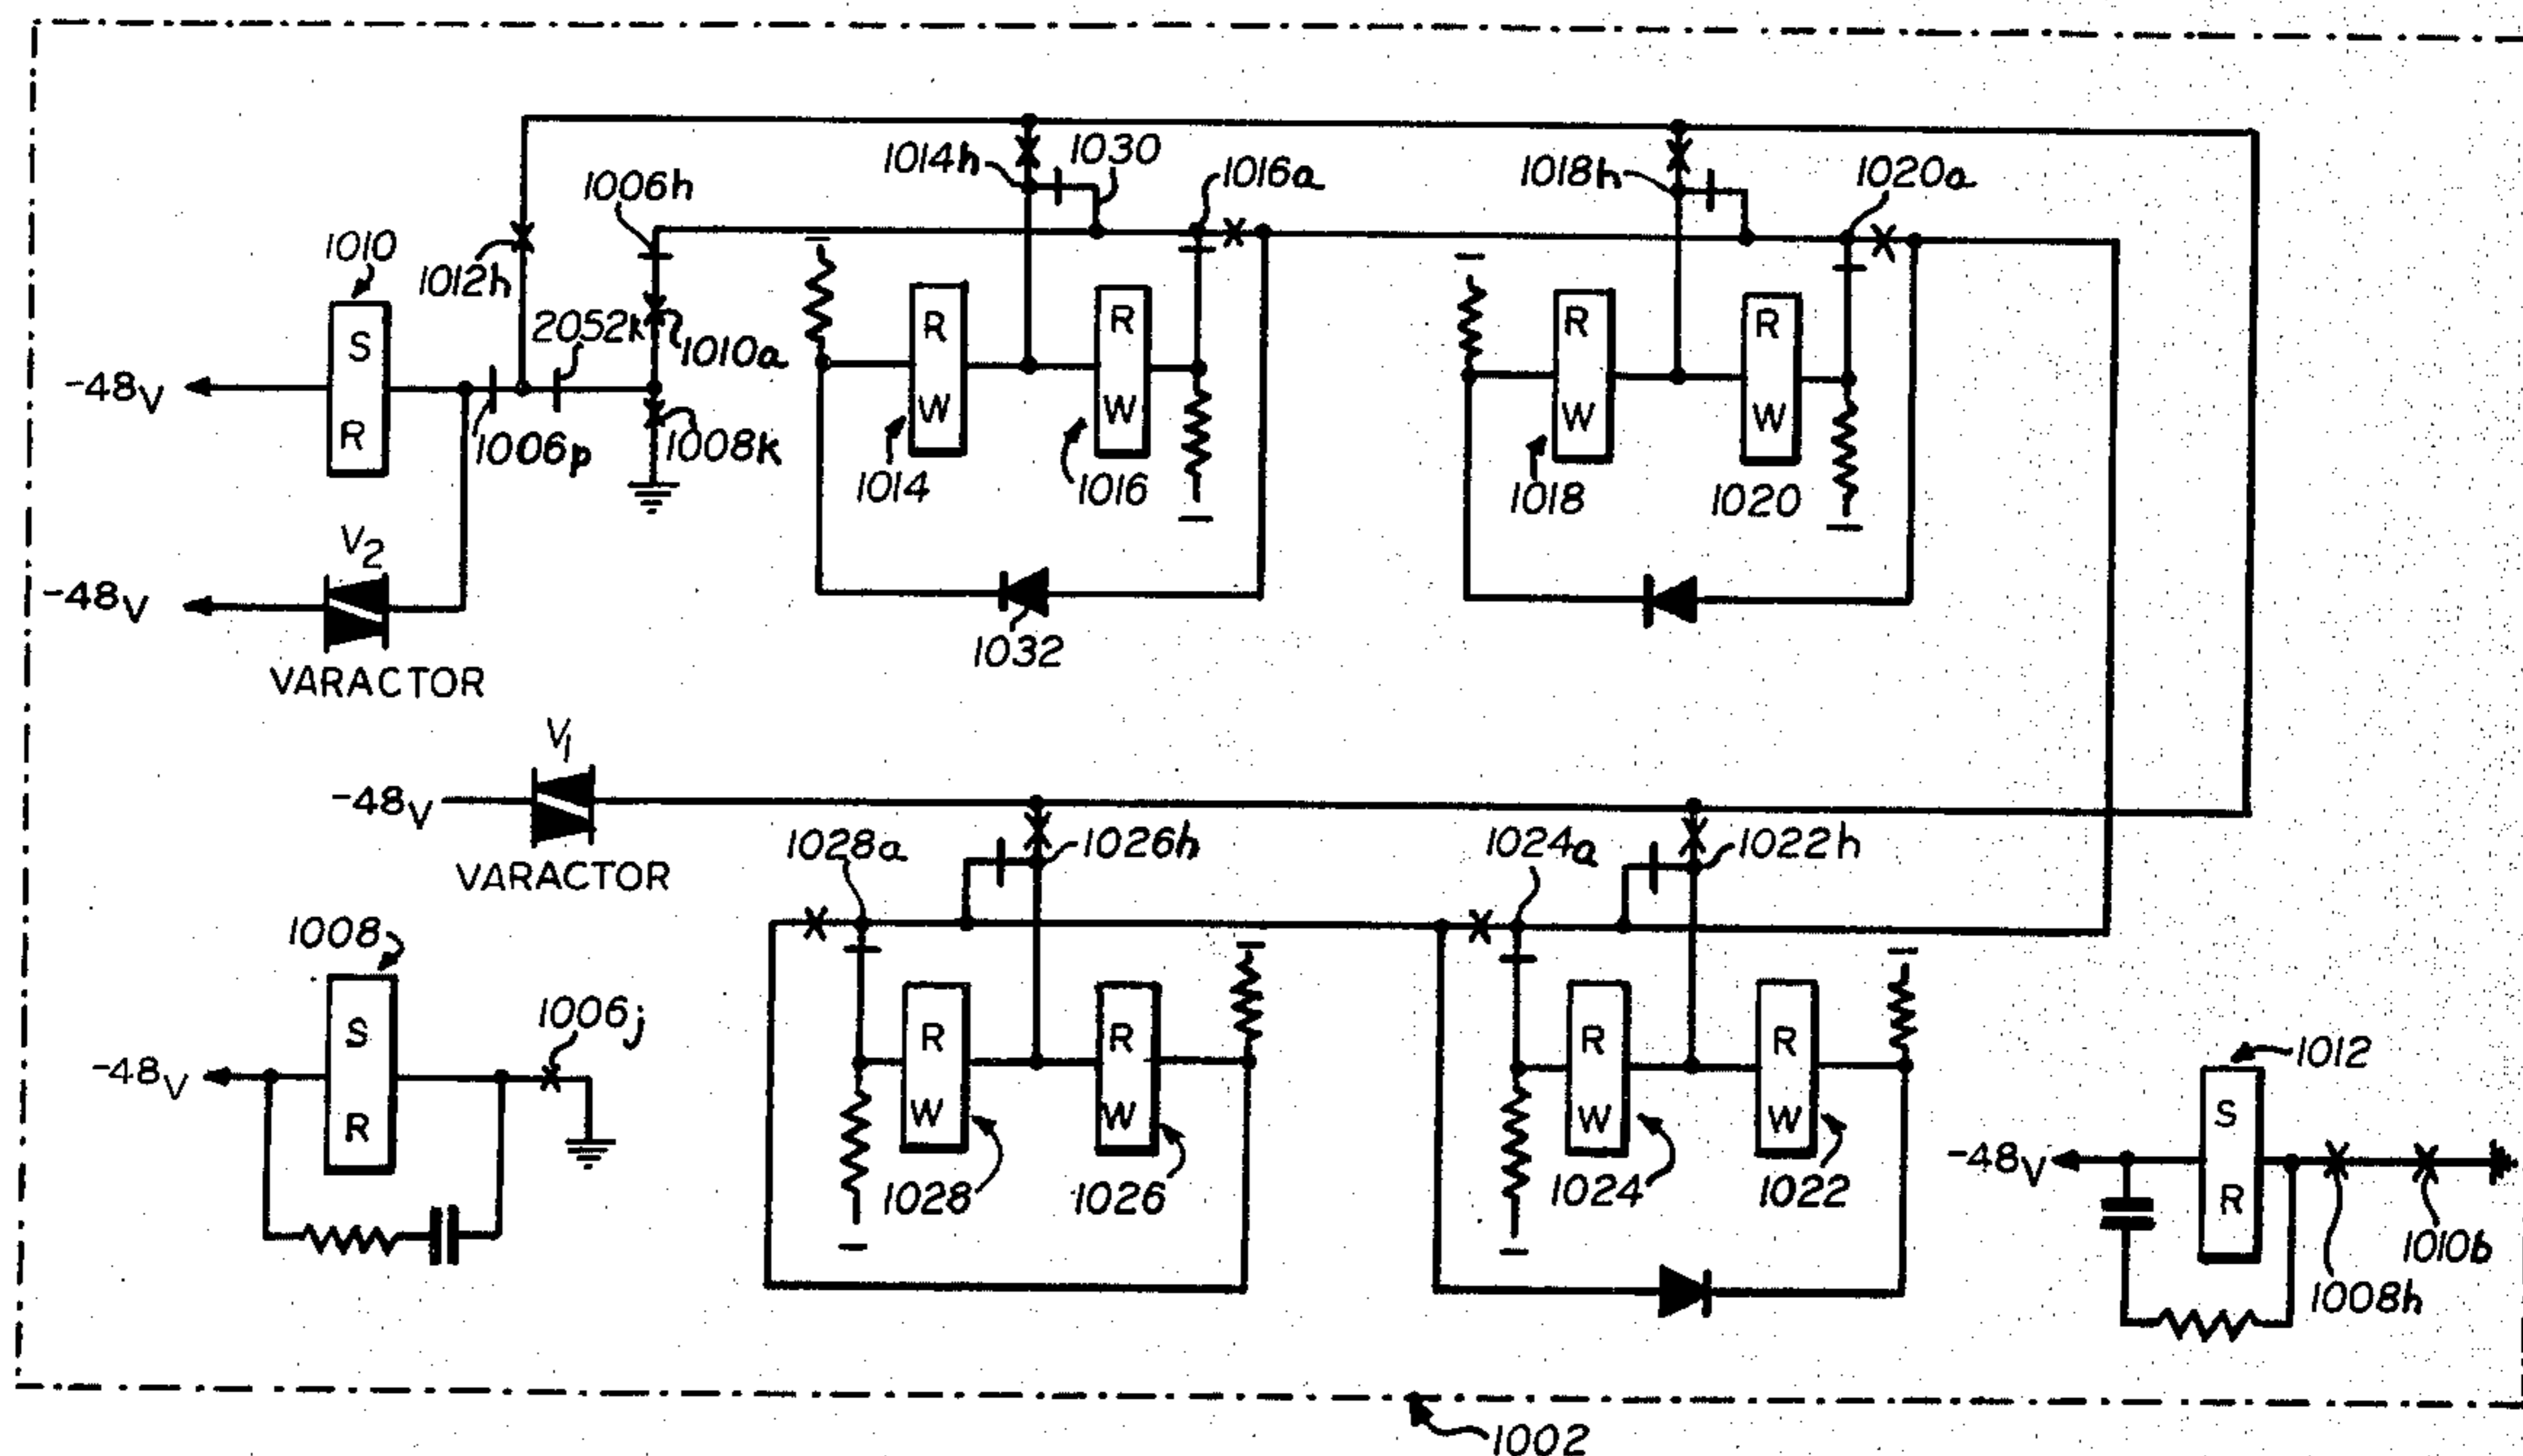 1014h
1030
1016a
1018h
1020a
1006h
1010
1012h
2052k
1010a
S
R
-48V
1006p
1008k
R
W
1014
R
W
1016
R
W
1018
R
W
1020
V2
-48V
VARACTOR
1032
V1
-48V
VARACTOR
1028a
1026h
1024a
1022h
1008
S
R
-48V
1006j
R
W
1028
R
W
1026
R
W
1024
R
W
1022
1012
S
R
-48V
1008h
1010b
1002